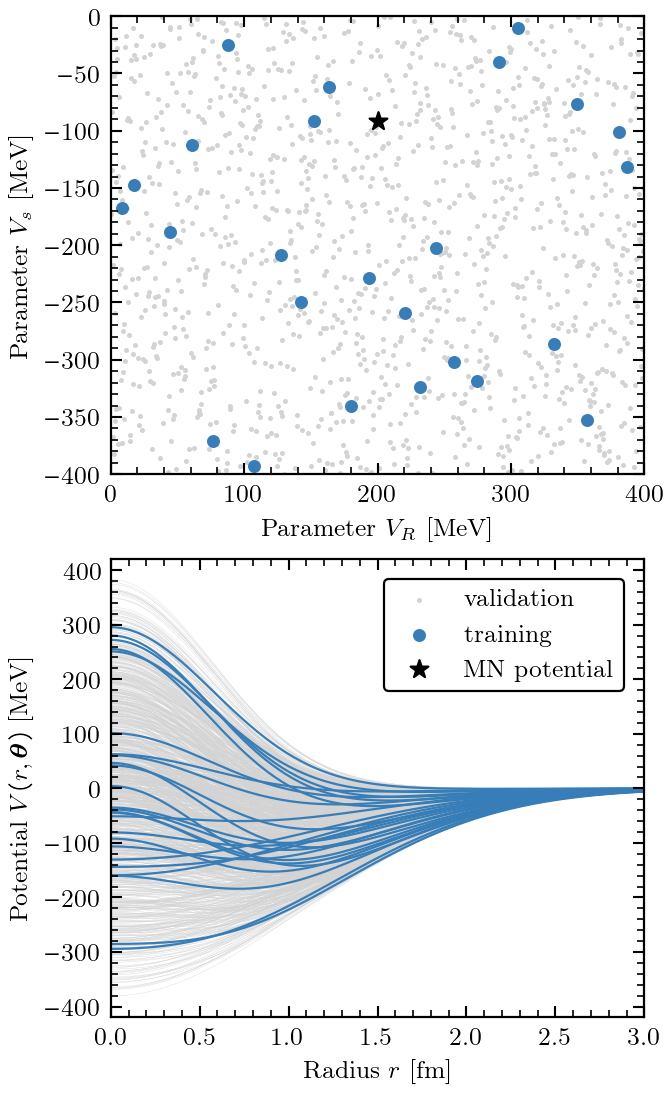 0
−50
−100
−150
−200
−250
−300
−350
−400
Parameter V_s [MeV]
0 100 200 300 400
Parameter V_R [MeV]
400
300
200
100
0
−100
−200
−300
−400
Potential V(r, θ) [MeV]
validation
training
MN potential
0.0 0.5 1.0 1.5 2.0 2.5 3.0
Radius r [fm]